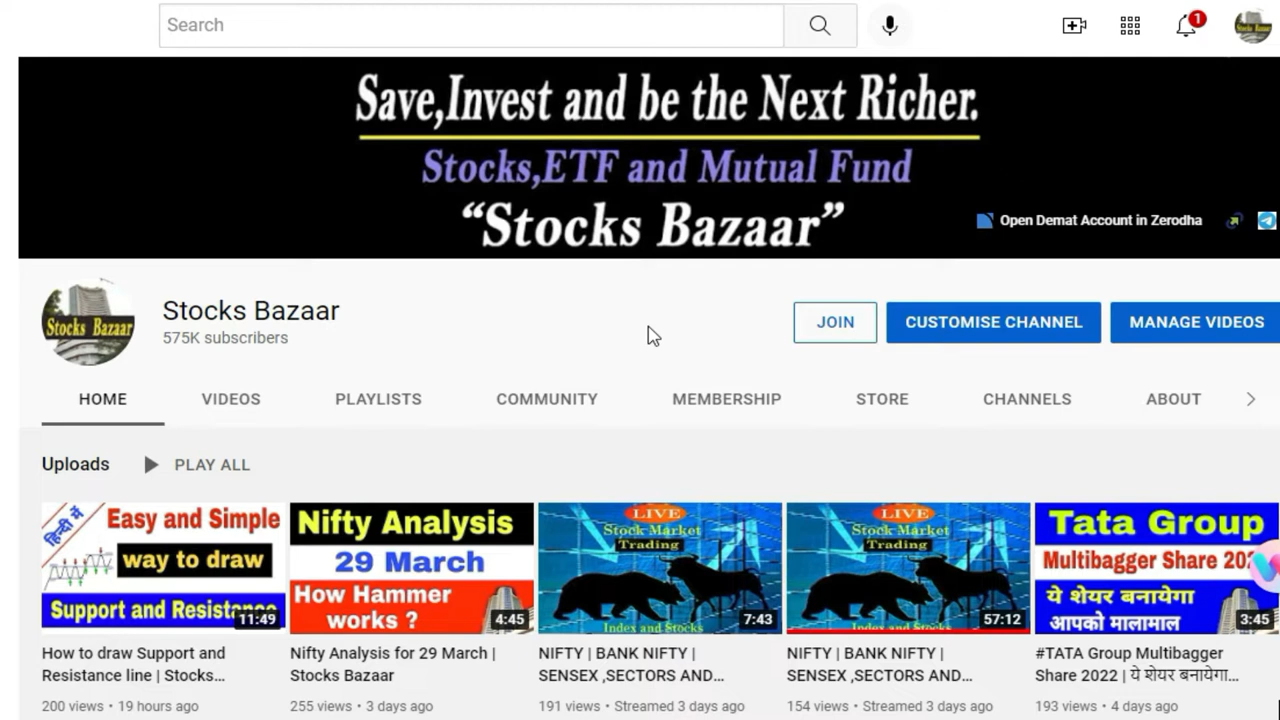 Search
1
Save,Invest and be the Next Richer.
Stocks,ETF and Mutual Fund
“Stocks Bazaar”
Open Demat Account in Zerodha
Stocks Bazaar
Stocks Bazaar
575K subscribers
JOIN
CUSTOMISE CHANNEL
MANAGE VIDEOS
HOME
VIDEOS
PLAYLISTS
COMMUNITY
MEMBERSHIP
STORE
CHANNELS
ABOUT
Uploads
PLAY ALL
हिन्दी में
Easy and Simple
way to draw
Support and Resistance
11:49
How to draw Support and
Resistance line | Stocks...
200 views • 19 hours ago
Nifty Analysis
29 March
How Hammer
works ?
4:45
Nifty Analysis for 29 March |
Stocks Bazaar
255 views • 3 days ago
LIVE
Stock Market
Trading
Index and Stocks
7:43
NIFTY | BANK NIFTY |
SENSEX ,SECTORS AND...
191 views • Streamed 3 days ago
LIVE
Stock Market
Trading
Index and Stocks
57:12
NIFTY | BANK NIFTY |
SENSEX ,SECTORS AND...
154 views • Streamed 3 days ago
Tata Group
Multibagger Share
ये शेयर बनायेगा
आपको मालामाल
3:45
#TATA Group Multibagger
Share 2022 | ये शेयर बनायेगा...
193 views • 4 days ago